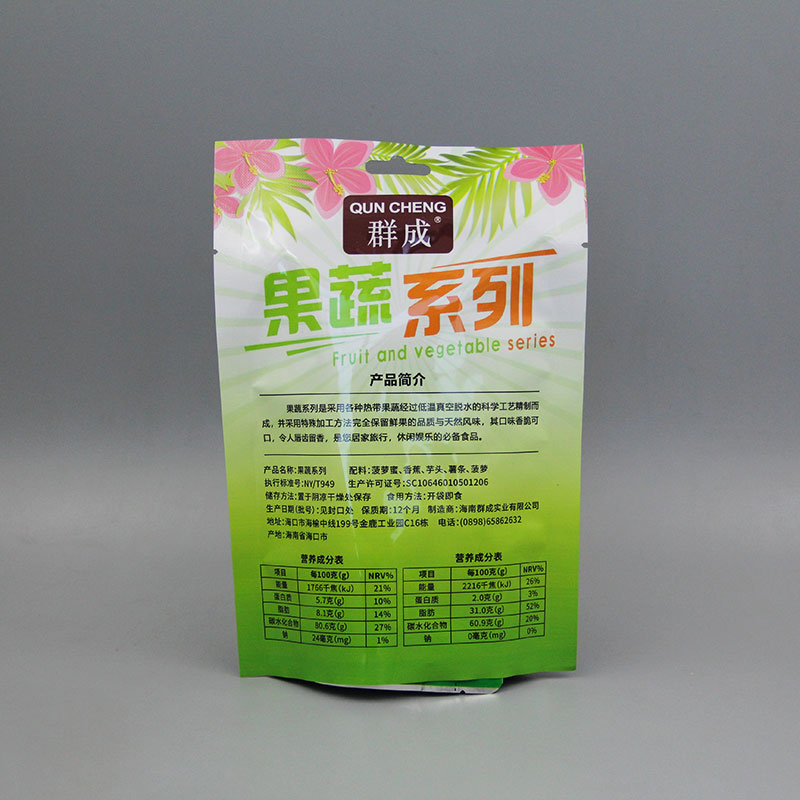 QUN CHENG
群成®
果蔬系列
Fruit and vegetable series
产品简介
果蔬系列是采用各种热带果蔬经过低温真空脱水的科学工艺精制而
成，并采用特殊加工方法完全保留鲜果的品质与天然风味，其口味香脆可
口，令人唇齿留香，是您居家旅行，休闲娱乐的必备食品。
产品名称:果蔬系列 配料:菠萝蜜、香蕉、芋头、薯条、菠萝
执行标准号:NY/T949 生产许可证号:SC10646010501206
储存方法:置于阴凉干燥处保存 食用方法:开袋即食
生产日期(批号):见封口处 保质期:12个月 制造商:海南群成实业有限公司
地址:海口市海榆中线199号金鹿工业园C16栋 电话:(0898)65862632
产地:海南省海口市
营养成分表
项目 每100克(g) NRV%
能量 1766千焦(kJ) 21%
蛋白质 5.7克(g) 10%
脂肪 8.1克(g) 14%
碳水化合物 80.6克(g) 27%
钠 24毫克(mg) 1%
营养成分表
项目 每100克(g) NRV%
能量 2216千焦(kJ) 26%
蛋白质 2.0克(g) 3%
脂肪 31.0克(g) 52%
碳水化合物 60.9克(g) 20%
钠 0毫克(mg) 0%